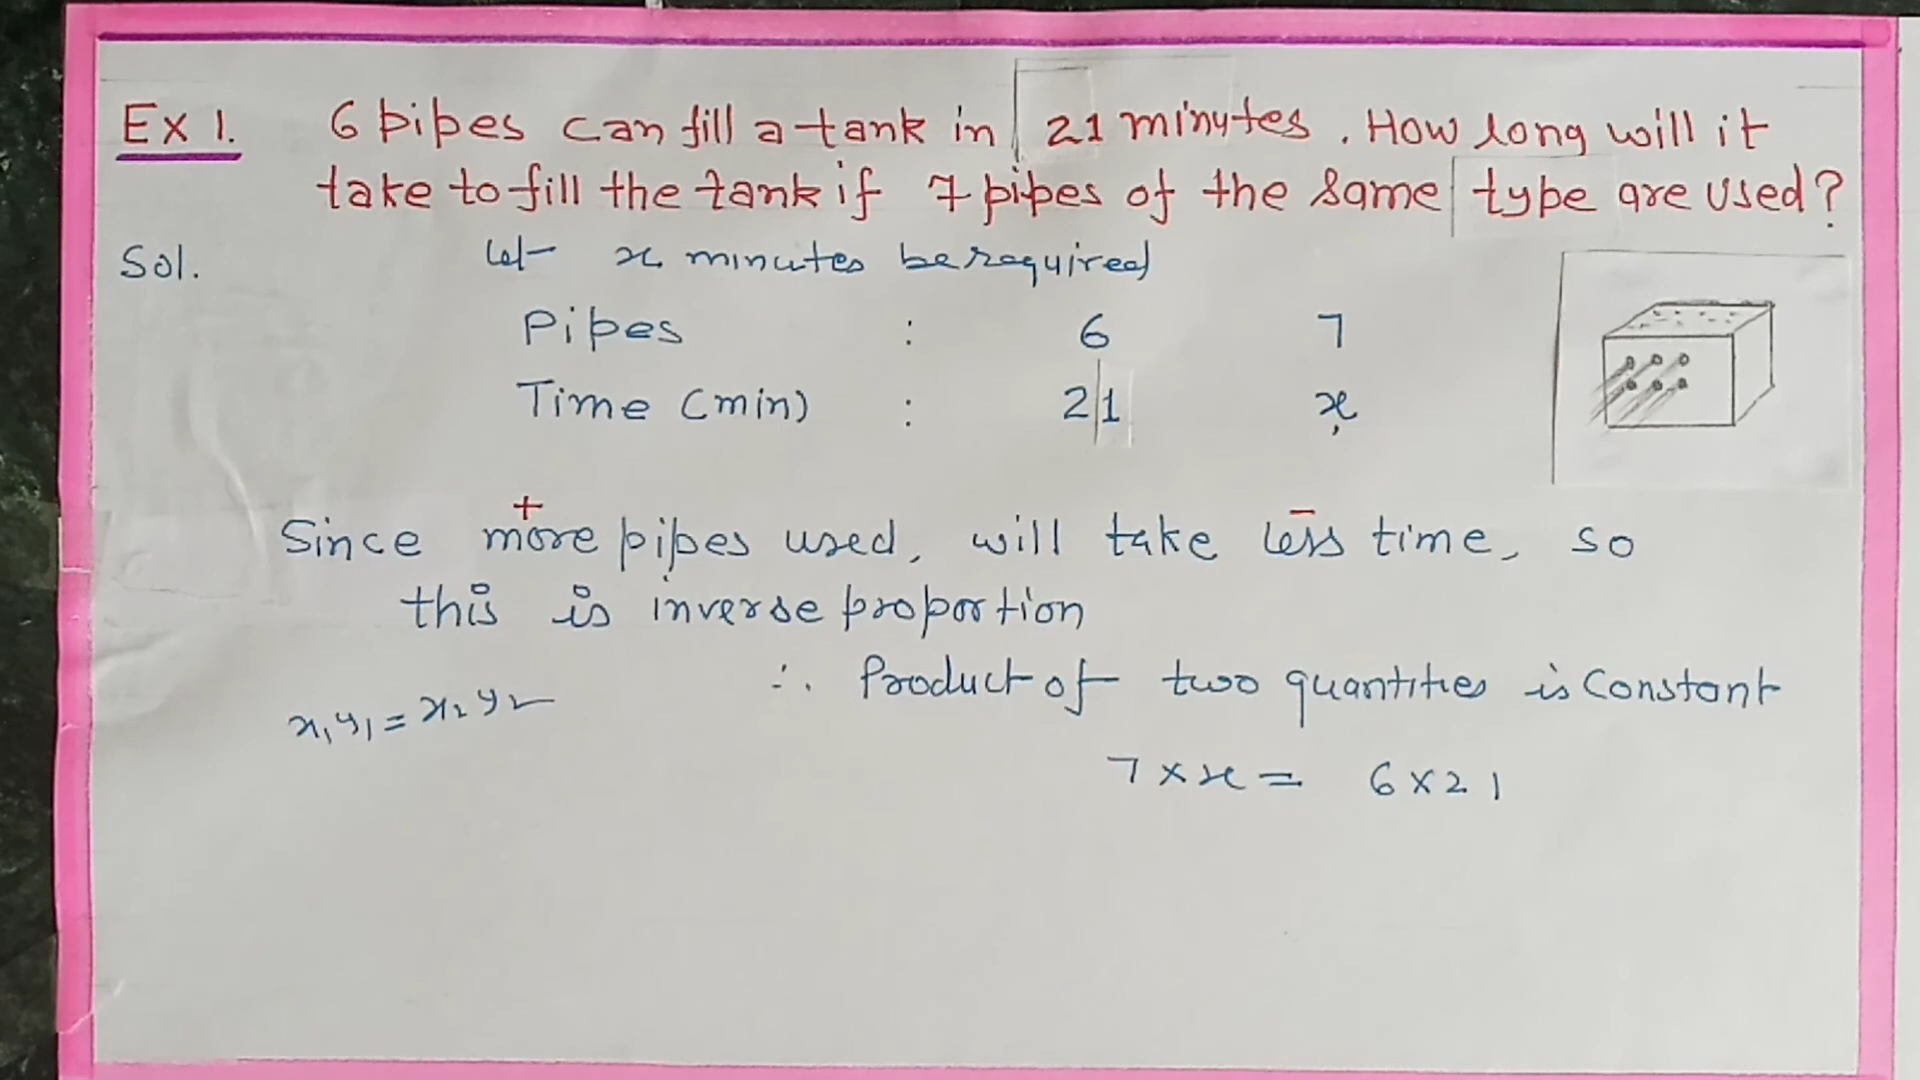 Ex 1. 6 pipes can fill a tank in 21 minutes. How long will it
take to fill the tank if 7 pipes of the same type are used?
Sol. Let x minutes be required
Pipes : 6 7
Time (min) : 21 x
+ -
Since more pipes used, will take less time, so
this is inverse proportion
∴ Product of two quantities is constant
x₁y₁ = x₂y₂
7 × x = 6 × 21